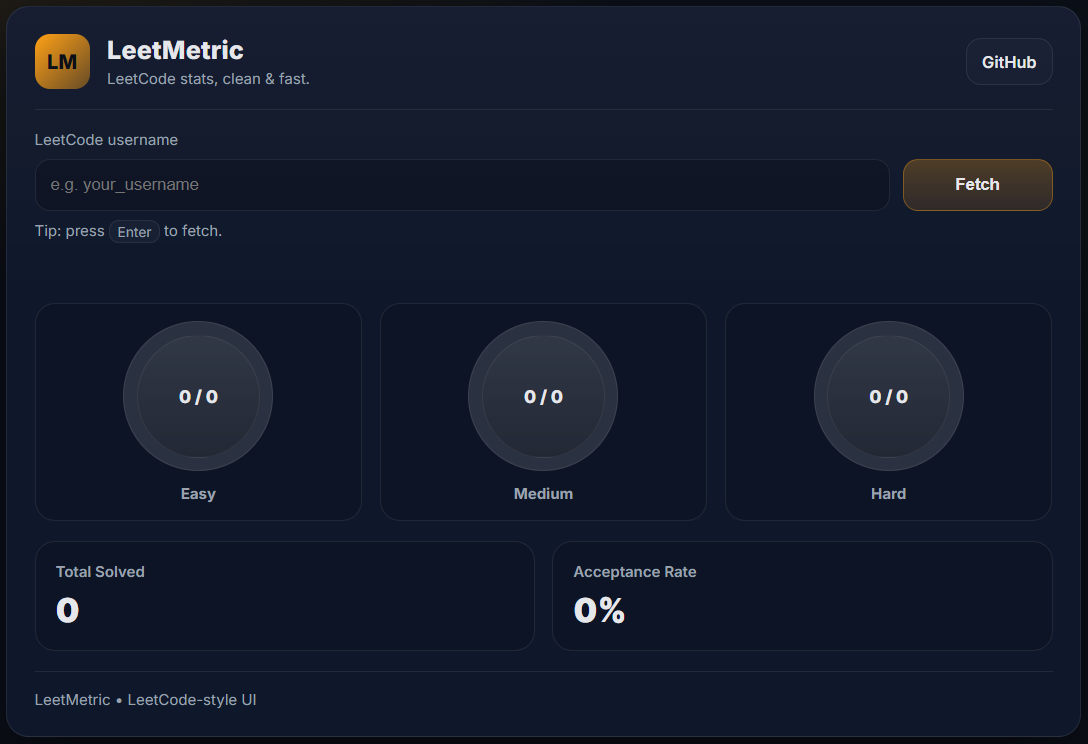 LM
LeetMetric
LeetCode stats, clean & fast.
GitHub
LeetCode username
e.g. your_username
Fetch
Tip: press Enter to fetch.
0 / 0
0 / 0
0 / 0
Easy
Medium
Hard
Total Solved
0
Acceptance Rate
0%
LeetMetric • LeetCode-style UI